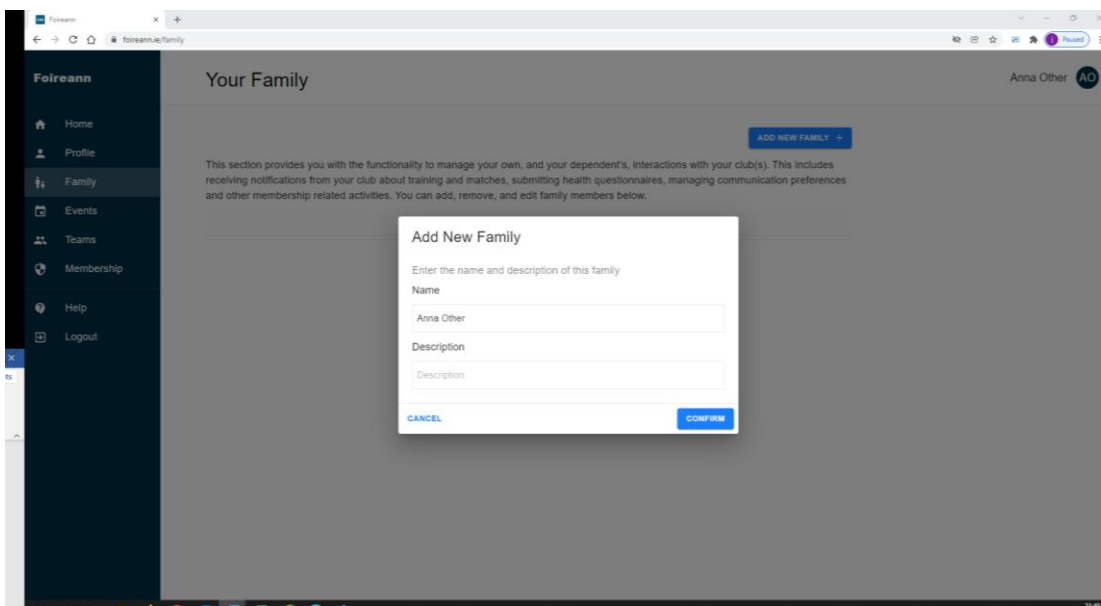 Foireann
foireann.ie/family
Paused
Foireann
Your Family
Anna Other AO
Home
Profile
Family
Events
Teams
Membership
Help
Logout
ADD NEW FAMILY +
This section provides you with the functionality to manage your own, and your dependent's, interactions with your club(s). This includes
receiving notifications from your club about training and matches, submitting health questionnaires, managing communication preferences
and other membership related activities. You can add, remove, and edit family members below.
Add New Family
Enter the name and description of this family
Name
Anna Other
Description
Description
CANCEL
CONFIRM
ts